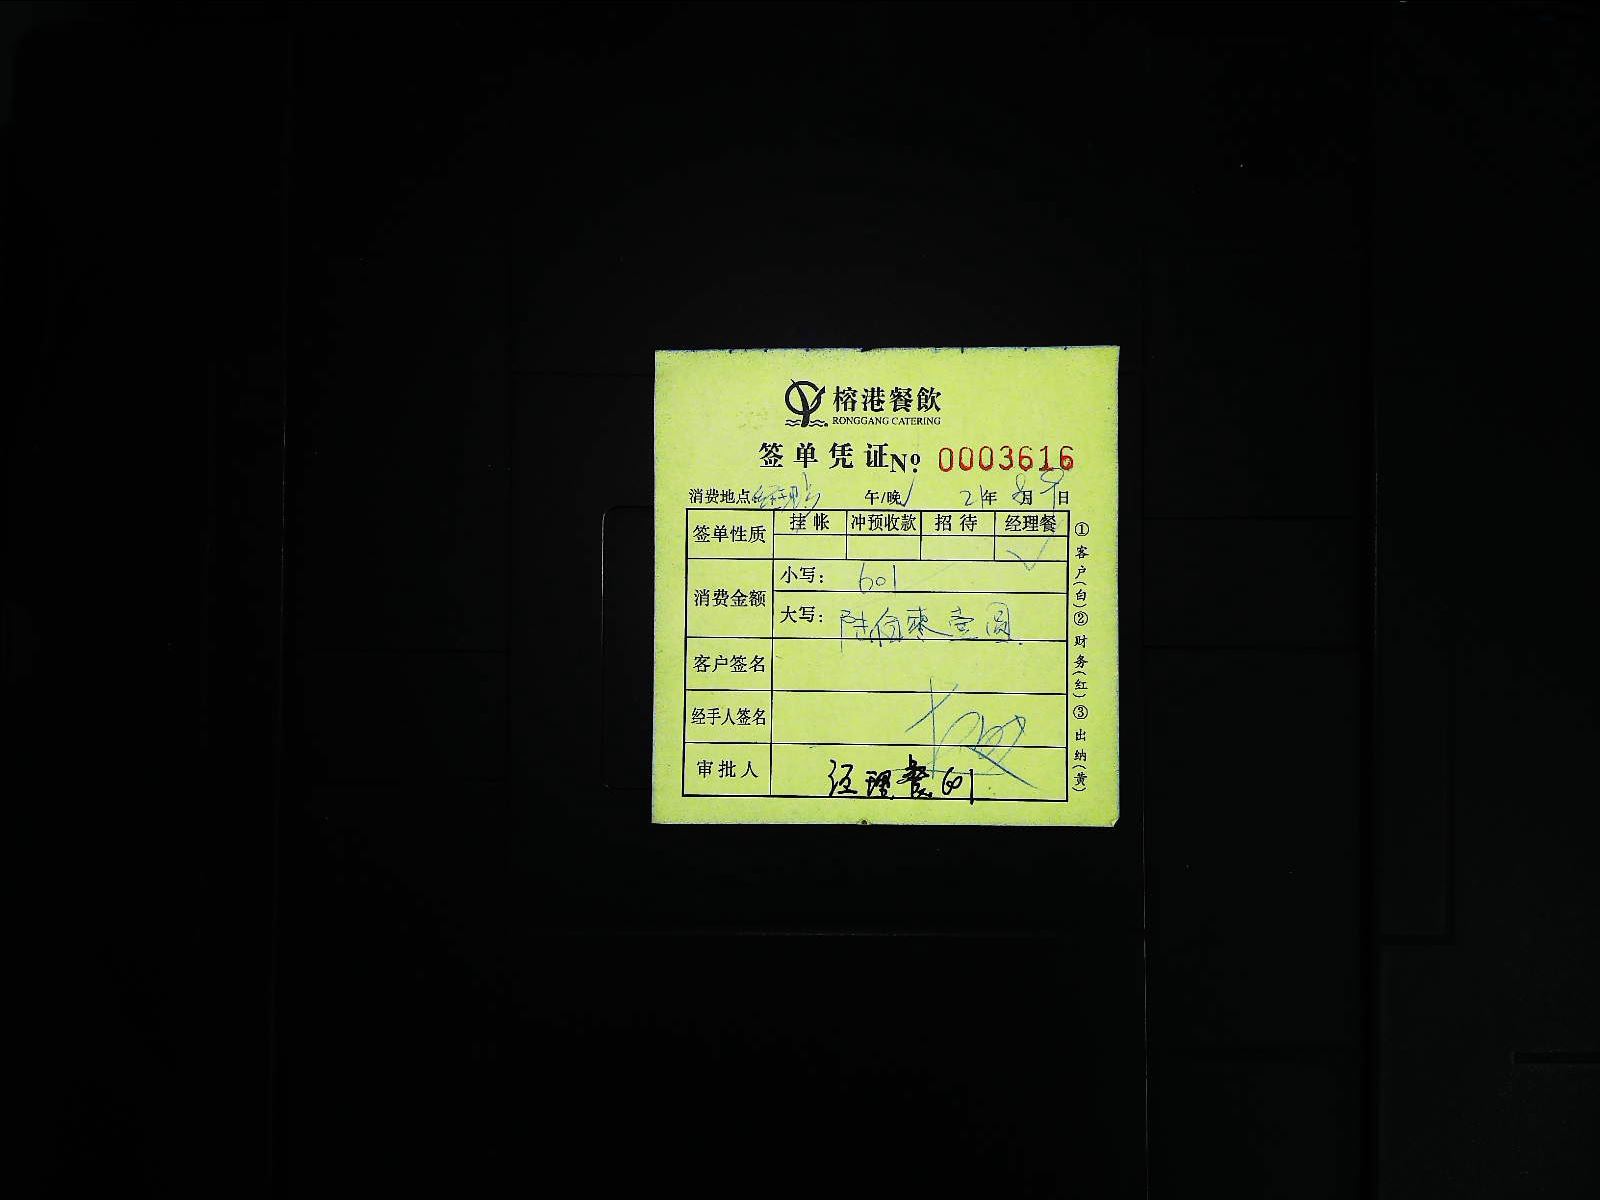 榕港餐飲
RONGGANG CATERING
签单凭证 Nº 0003616
消费地点: 午/晚 21年8月9日
签单性质 挂帐 冲预收款 招待 经理餐
√
消费金额 小写: 601
大写: 陆佰零壹圆
客户签名
经手人签名
审批人 经理餐601
①客户(白)②财务(红)③出纳(黄)